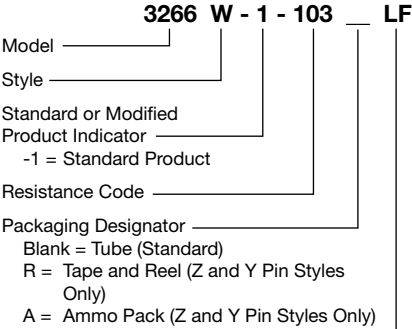 3266 W - 1 - 103 __ LF
Model
Style
Standard or Modified
Product Indicator
-1 = Standard Product
Resistance Code
Packaging Designator
Blank = Tube (Standard)
R = Tape and Reel (Z and Y Pin Styles
Only)
A = Ammo Pack (Z and Y Pin Styles Only)